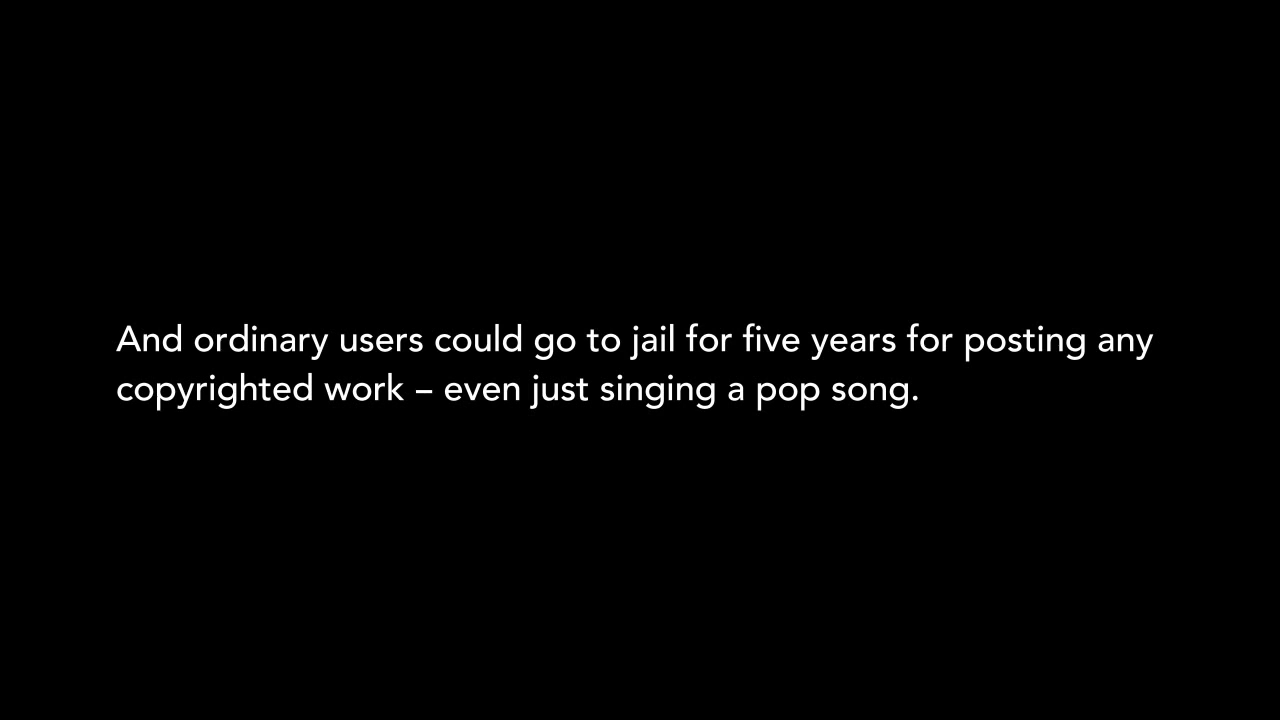 And ordinary users could go to jail for five years for posting any
copyrighted work – even just singing a pop song.